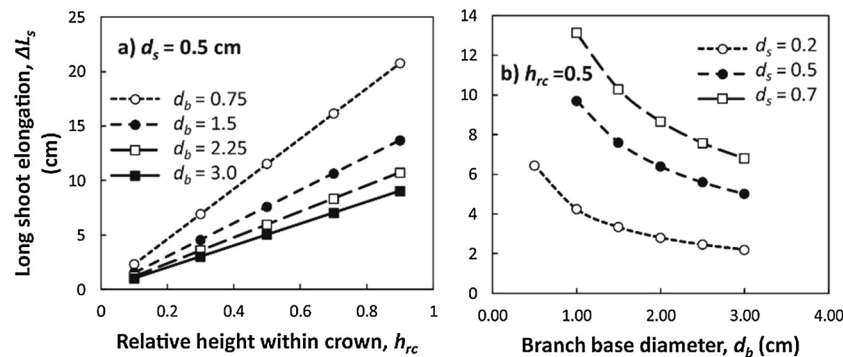 Long shoot elongation, ΔLs
(cm)
25
20
15
10
5
0
a) ds = 0.5 cm
db = 0.75
db = 1.5
db = 2.25
db = 3.0
0 0.2 0.4 0.6 0.8 1
Relative height within crown, hrc
14
12
10
8
6
4
2
0
b) hrc=0.5
ds = 0.2
ds = 0.5
ds = 0.7
0.00 1.00 2.00 3.00 4.00
Branch base diameter, db (cm)